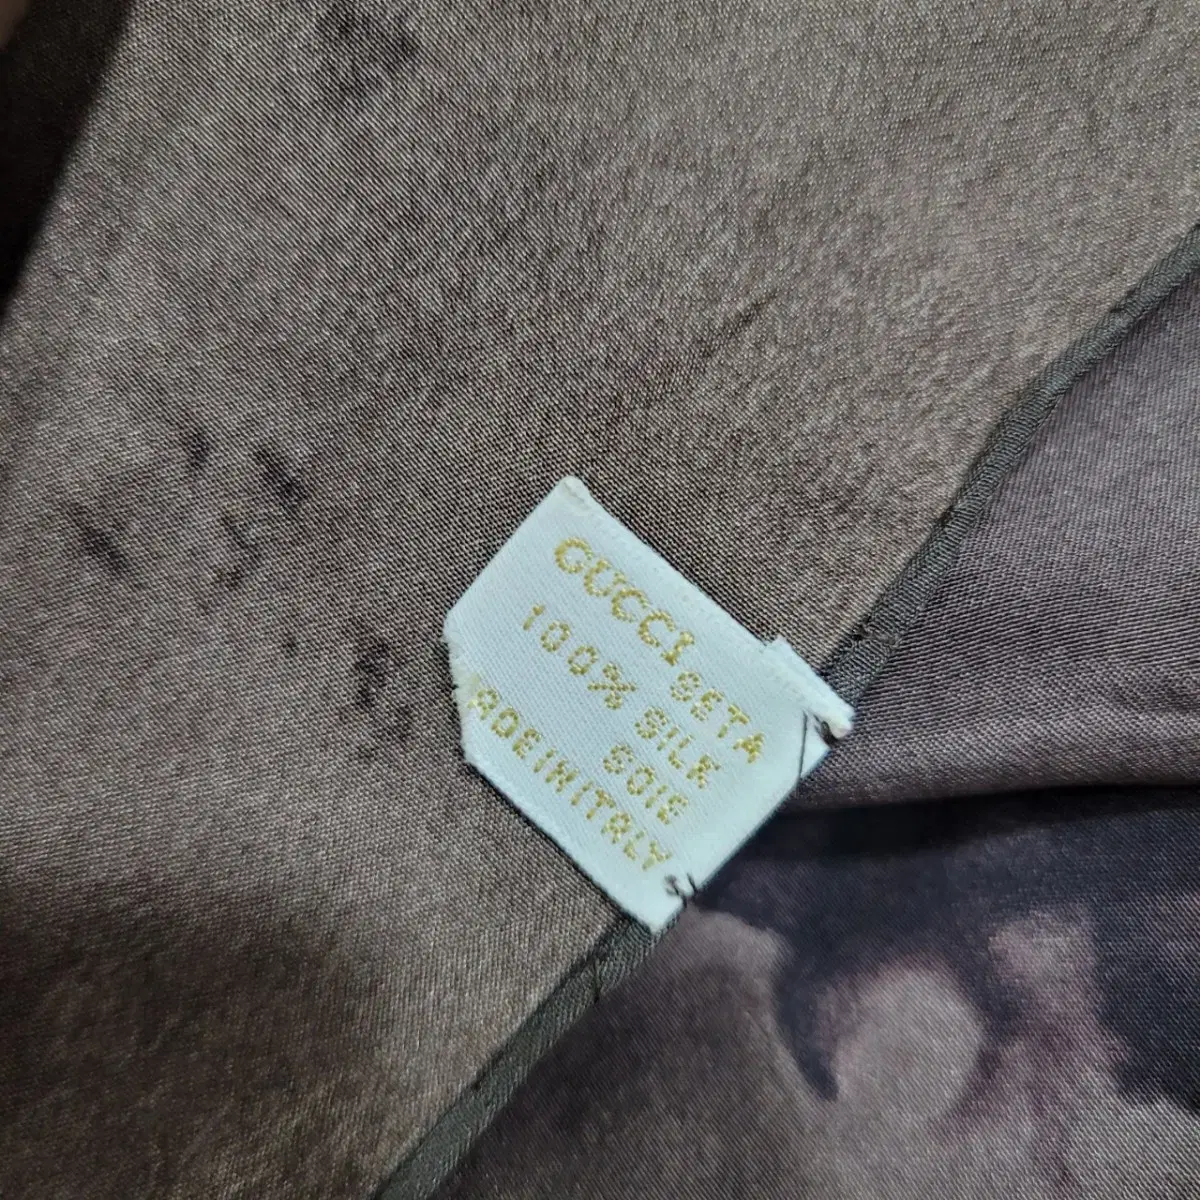 GUCCI SETA
100% SILK
SOIE
MADE IN ITALY